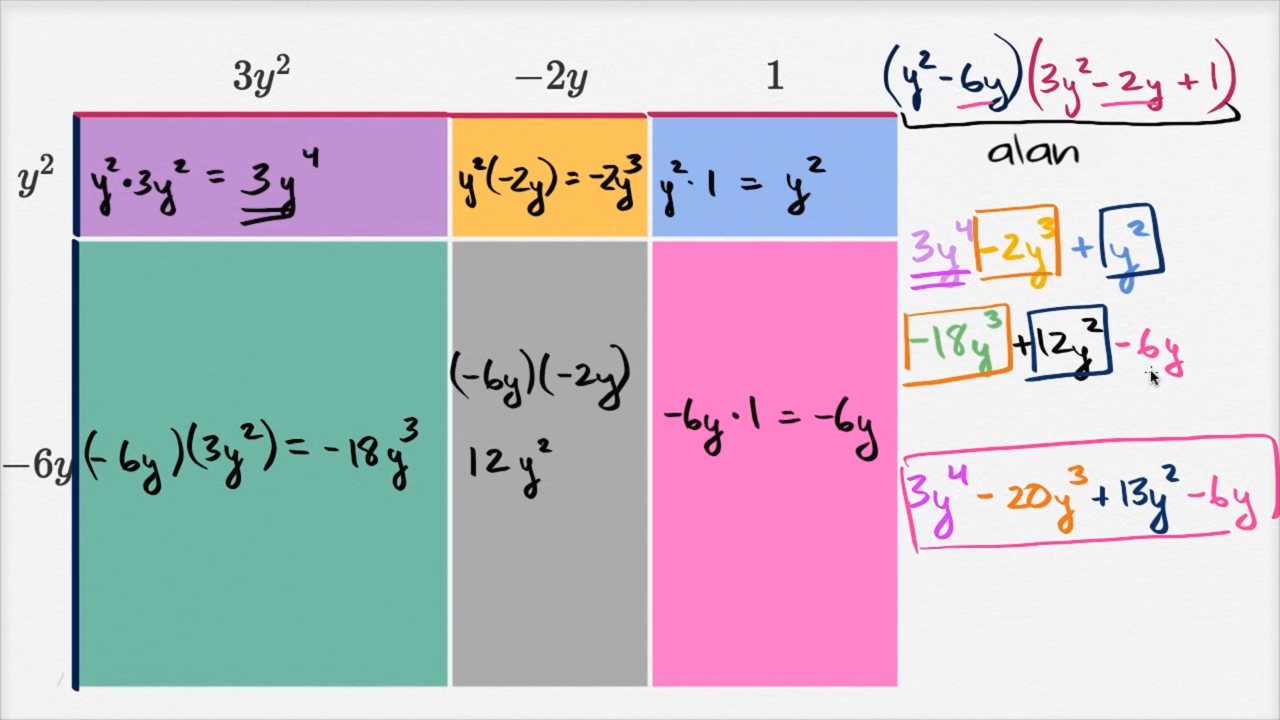 3y² −2y 1
y²
y²·3y² = 3y⁴
y²(-2y) = -2y³
y²·1 = y²
−6y
(-6y)(3y²) = -18y³
(-6y)(-2y)
12y²
-6y·1 = -6y
(y²-6y)(3y²-2y+1)
alan
3y⁴ -2y³ + y²
-18y³ + 12y² -6y
3y⁴ - 20y³ + 13y² - 6y